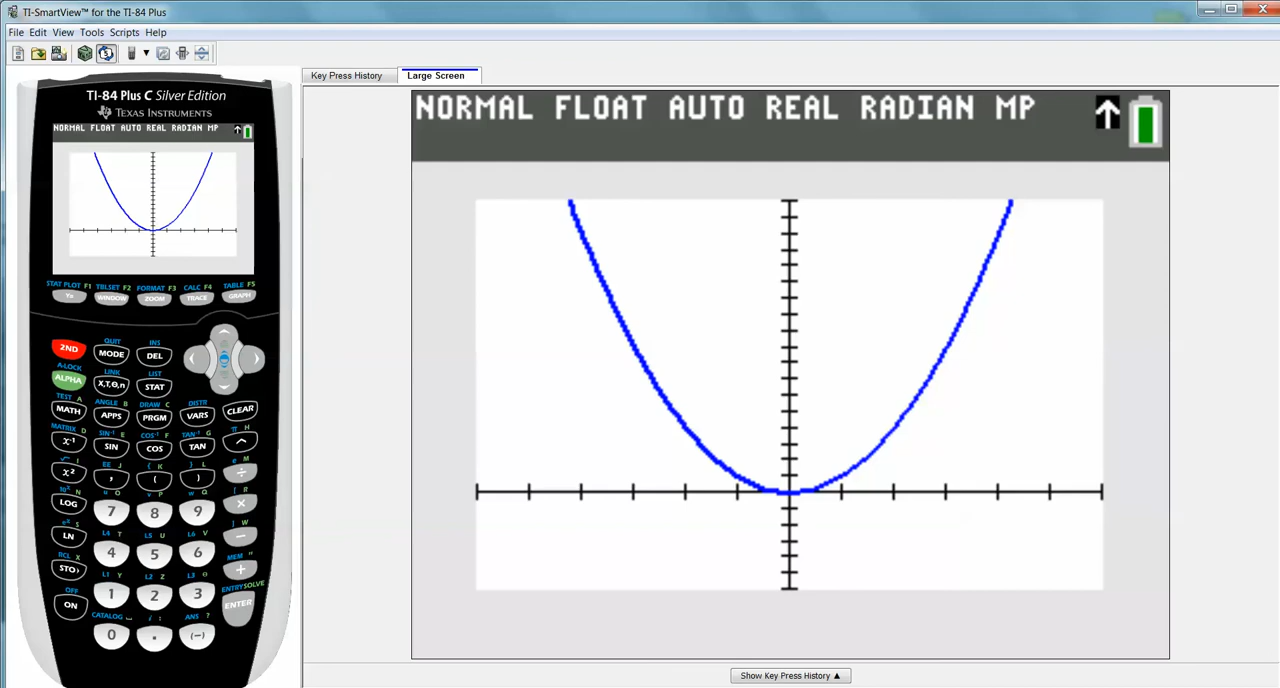 TI-SmartView™ for the TI-84 Plus
File Edit View Tools Scripts Help
TI-84 Plus C Silver Edition
TEXAS INSTRUMENTS
NORMAL FLOAT AUTO REAL RADIAN MP
STAT PLOT F1 TBLSET F2 FORMAT F3 CALC F4 TABLE F5
Y= WINDOW ZOOM TRACE GRAPH
QUIT INS
2ND MODE DEL
A-LOCK LINK LIST
ALPHA X,T,Θ,n STAT
TEST A ANGLE B DRAW C DISTR
MATH APPS PRGM VARS CLEAR
MATRIX D SIN⁻¹ E COS⁻¹ F TAN⁻¹ G π H
x⁻¹ SIN COS TAN ^
√ I EE J { K } L e M
x² , ( ) ÷
10ˣ N u O v P w Q [ R
LOG 7 8 9 ×
eˣ S L4 T L5 U L6 V ] W
LN 4 5 6 −
RCL X L1 Y L2 Z L3 Θ MEM "
STO› 1 2 3 +
OFF CATALOG ␣ i : ANS ? ENTRY SOLVE
ON 0 . (−) ENTER
Key Press History Large Screen
NORMAL FLOAT AUTO REAL RADIAN MP
Show Key Press History ▲